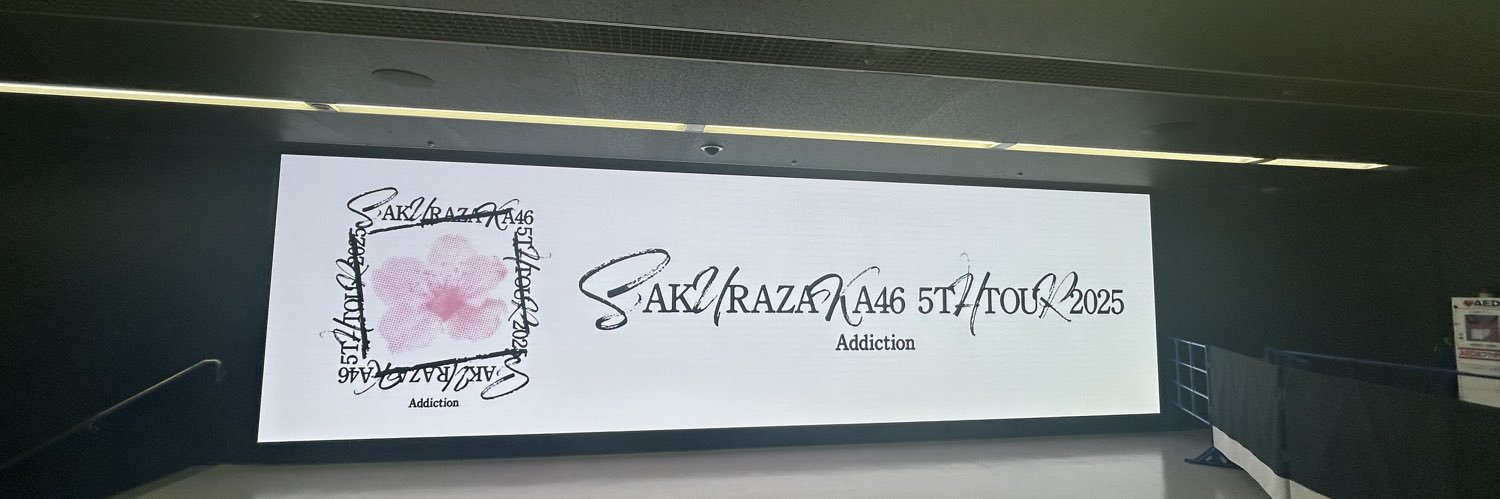 SAKURAZAKA46
5TH TOUR 2025
SAKURAZAKA46
5TH TOUR 2025
Addiction
SAKURAZAKA46 5TH TOUR 2025
Addiction
AED